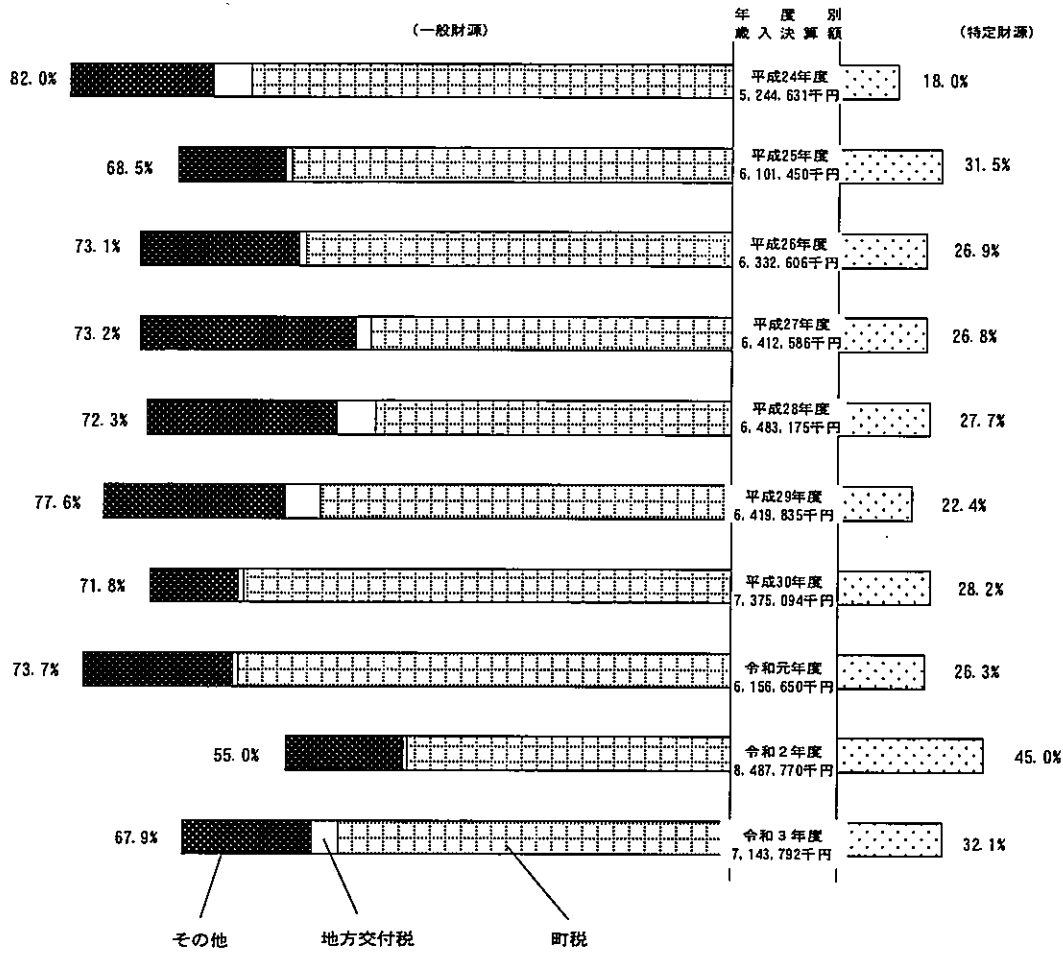 (一般財源)
年度別
歳入決算額
(特定財源)
82.0%
平成24年度
5,244,631千円
18.0%
68.5%
平成25年度
6,101,450千円
31.5%
73.1%
平成26年度
6,332,606千円
26.9%
73.2%
平成27年度
6,412,586千円
26.8%
72.3%
平成28年度
6,483,175千円
27.7%
77.6%
平成29年度
6,419,835千円
22.4%
71.8%
平成30年度
7,375,094千円
28.2%
73.7%
令和元年度
6,156,650千円
26.3%
55.0%
令和2年度
8,487,770千円
45.0%
67.9%
令和3年度
7,143,792千円
32.1%
その他
地方交付税
町税